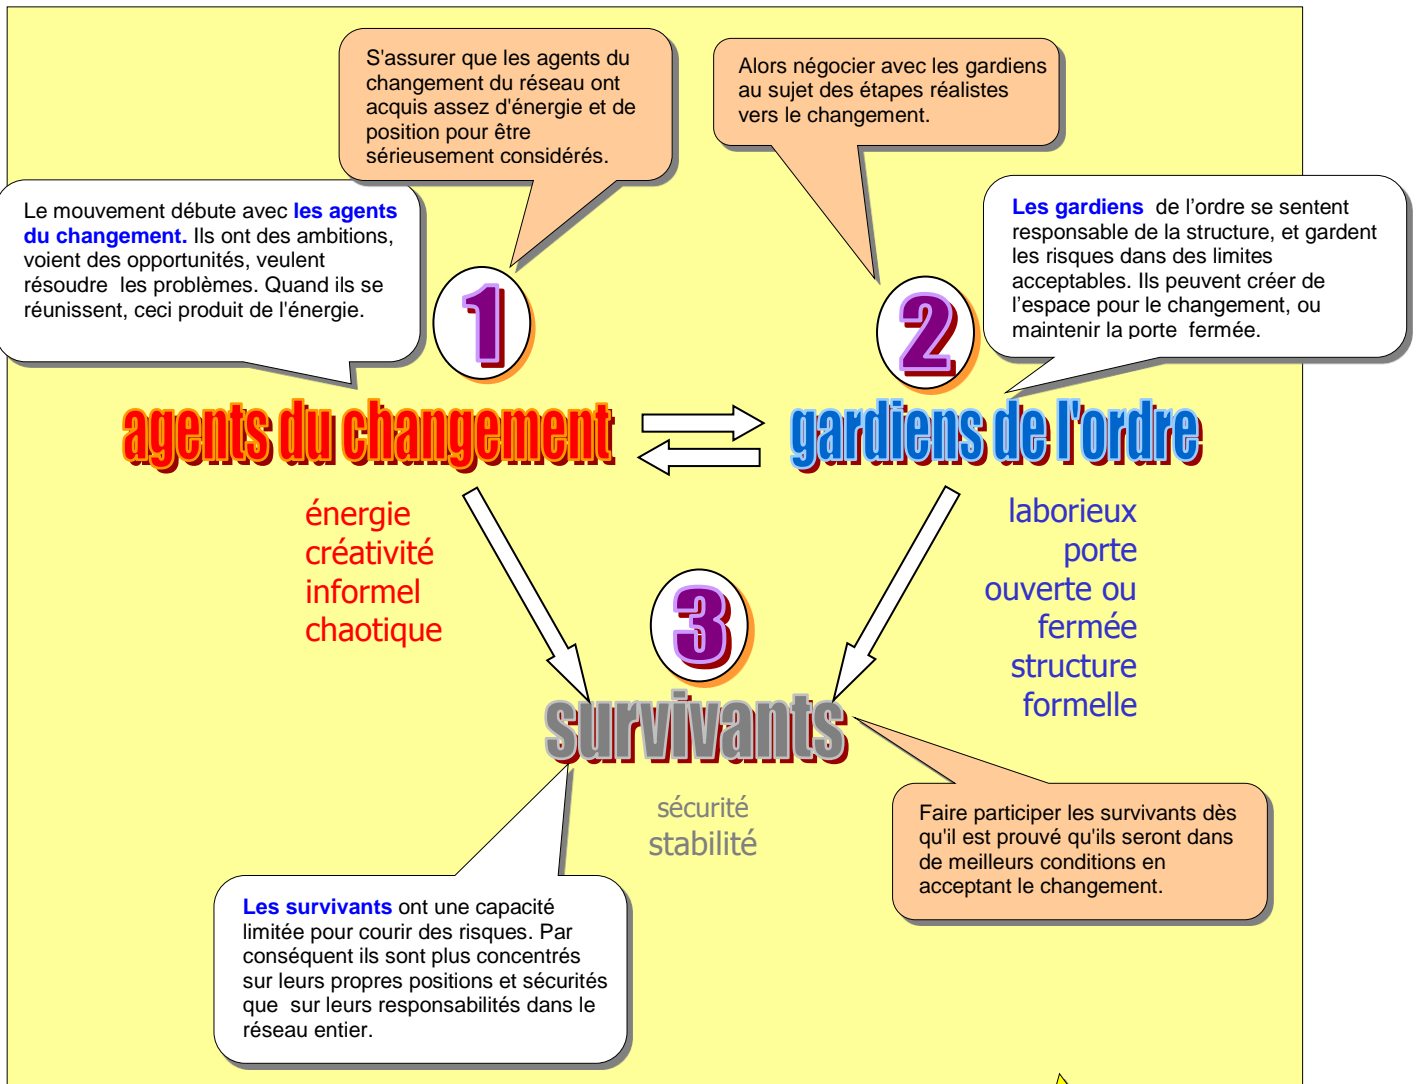 S'assurer que les agents du
changement du réseau ont
acquis assez d'énergie et de
position pour être
sérieusement considérés.
Alors négocier avec les gardiens
au sujet des étapes réalistes
vers le changement.
Le mouvement débute avec les agents
du changement. Ils ont des ambitions,
voient des opportunités, veulent
résoudre les problèmes. Quand ils se
réunissent, ceci produit de l'énergie.
Les gardiens de l’ordre se sentent
responsable de la structure, et gardent
les risques dans des limites
acceptables. Ils peuvent créer de
l’espace pour le changement, ou
maintenir la porte fermée.
1
2
agents du changement
gardiens de l'ordre
énergie
créativité
informel
chaotique
laborieux
porte
ouverte ou
fermée
structure
formelle
3
survivants
sécurité
stabilité
Faire participer les survivants dès
qu'il est prouvé qu'ils seront dans
de meilleurs conditions en
acceptant le changement.
Les survivants ont une capacité
limitée pour courir des risques. Par
conséquent ils sont plus concentrés
sur leurs propres positions et sécurités
que sur leurs responsabilités dans le
réseau entier.